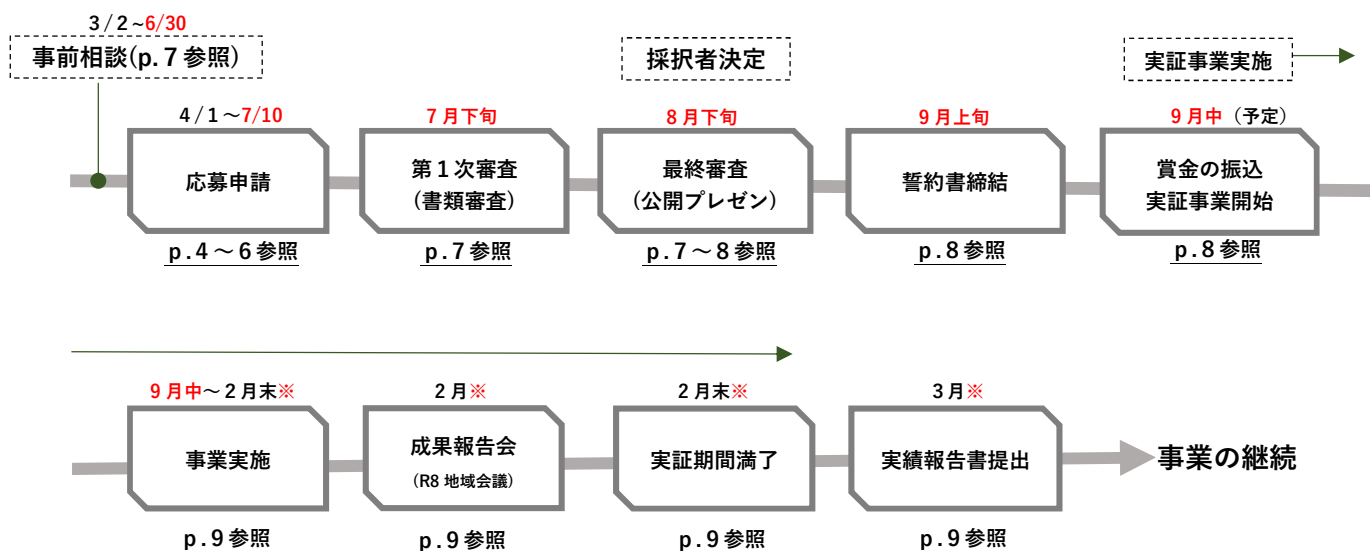 3/2~6/30
事前相談(p.7参照)
採択者決定
実証事業実施
4/1～7/10
7月下旬
8月下旬
9月上旬
9月中（予定）
応募申請
第1次審査
(書類審査)
最終審査
(公開プレゼン)
誓約書締結
賞金の振込
実証事業開始
p.4～6参照
p.7参照
p.7～8参照
p.8参照
p.8参照
9月中～2月末※
2月※
2月末※
3月※
事業実施
成果報告会
(R8地域会議)
実証期間満了
実績報告書提出
事業の継続
p.9参照
p.9参照
p.9参照
p.9参照